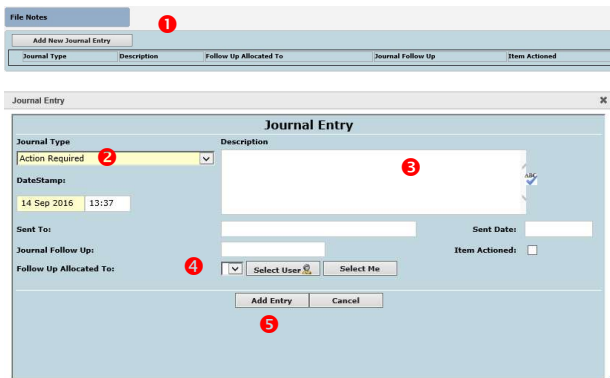 File Notes
1
Add New Journal Entry
Journal Type Description Follow Up Allocated To Journal Follow Up Item Actioned
Journal Entry
Journal Entry
Journal Type Description
Action Required 2 3
ABC
DateStamp:
14 Sep 2016 13:37
Sent To: Sent Date:
Journal Follow Up: Item Actioned:
Follow Up Allocated To: 4 Select User Select Me
Add Entry Cancel
5